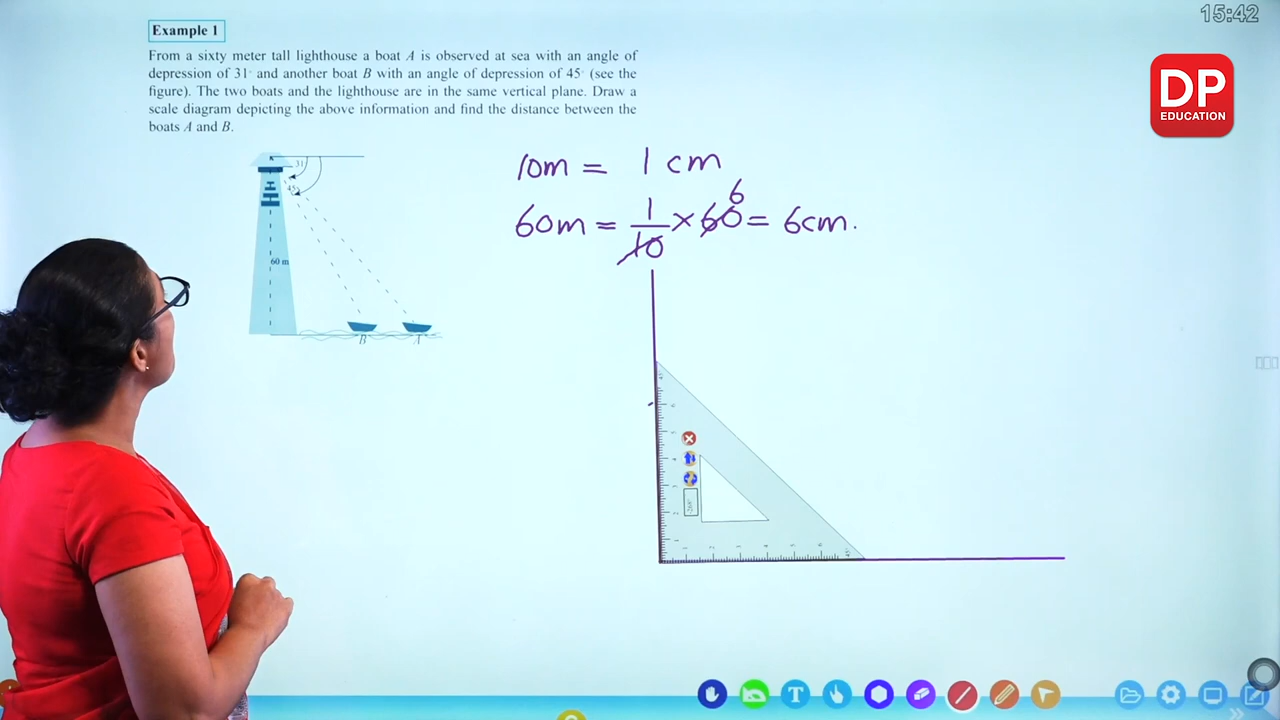 Example 1
15:42
From a sixty meter tall lighthouse a boat A is observed at sea with an angle of
depression of 31° and another boat B with an angle of depression of 45° (see the
figure). The two boats and the lighthouse are in the same vertical plane. Draw a
scale diagram depicting the above information and find the distance between the
boats A and B.
DP
EDUCATION
31
45
60 m
B A
10m = 1 cm
60m = 1/10 × 60 6 = 6cm.